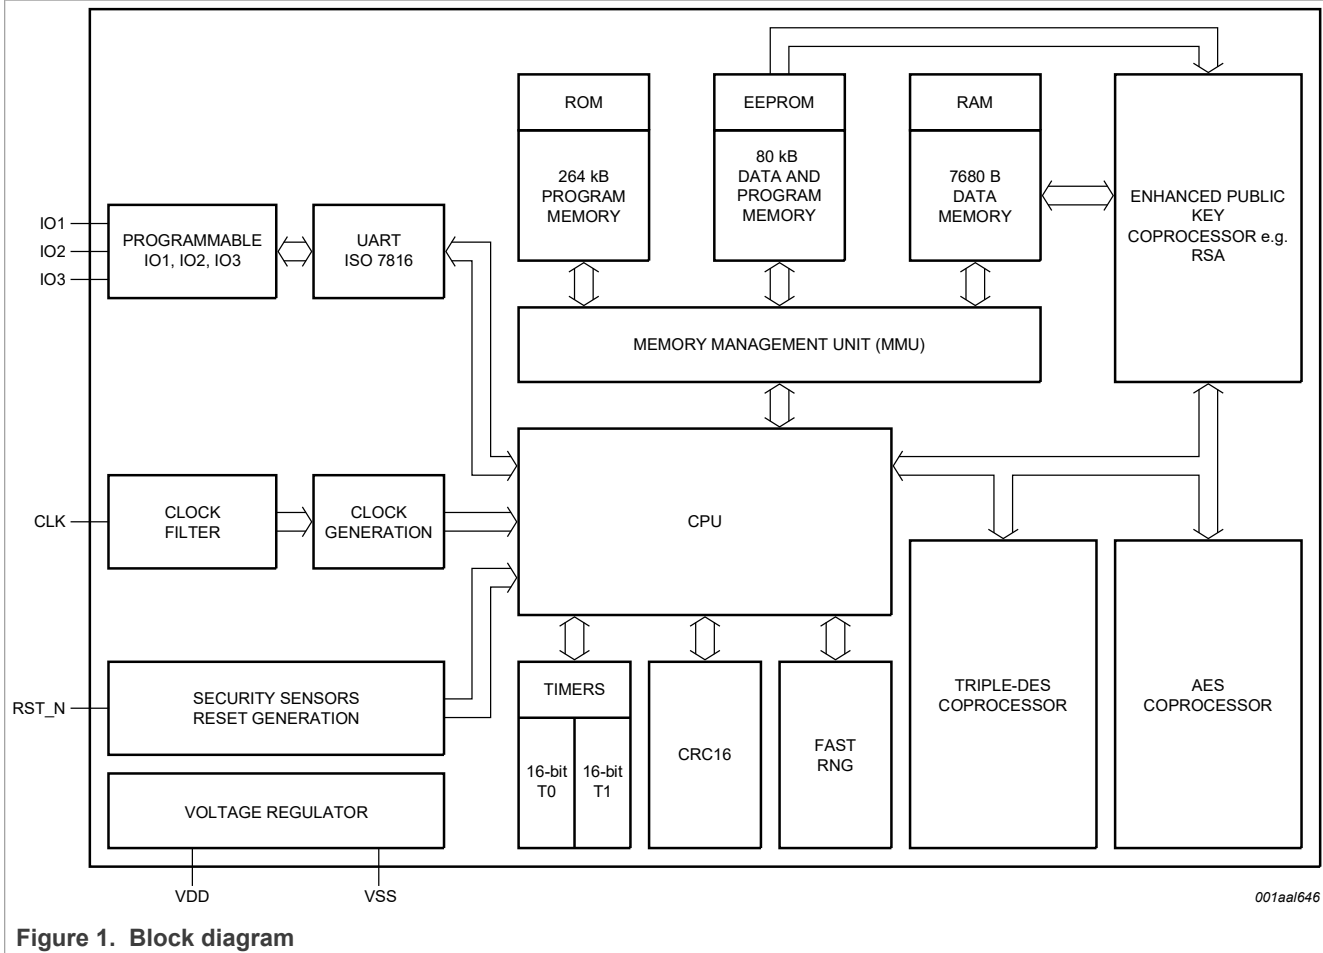 ROM
EEPROM
RAM
264 kB
PROGRAM
MEMORY
80 kB
DATA AND
PROGRAM
MEMORY
7680 B
DATA
MEMORY
ENHANCED PUBLIC
KEY
COPROCESSOR e.g.
RSA
IO1
IO2
IO3
PROGRAMMABLE
IO1, IO2, IO3
UART
ISO 7816
MEMORY MANAGEMENT UNIT (MMU)
CLK
CLOCK
FILTER
CLOCK
GENERATION
CPU
RST_N
SECURITY SENSORS
RESET GENERATION
TIMERS
16-bit
T0
16-bit
T1
CRC16
FAST
RNG
TRIPLE-DES
COPROCESSOR
AES
COPROCESSOR
VOLTAGE REGULATOR
VDD
VSS
001aal646
Figure 1. Block diagram